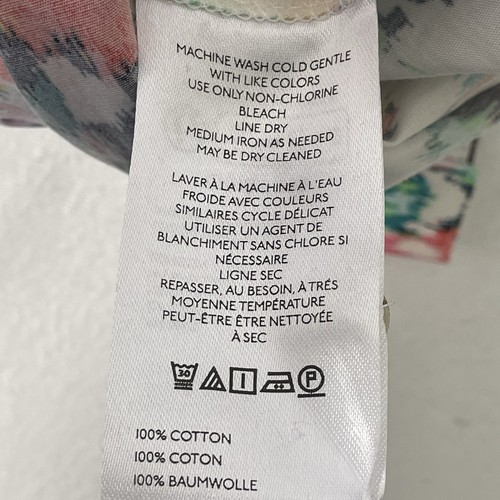 MACHINE WASH COLD GENTLE
WITH LIKE COLORS
USE ONLY NON-CHLORINE
BLEACH
LINE DRY
MEDIUM IRON AS NEEDED
MAY BE DRY CLEANED
LAVER À LA MACHINE À L'EAU
FROIDE AVEC COULEURS
SIMILAIRES CYCLE DÉLICAT
UTILISER UN AGENT DE
BLANCHIMENT SANS CHLORE SI
NÉCESSAIRE
LIGNE SEC
REPASSER, AU BESOIN, À TRÉS
MOYENNE TEMPÉRATURE
PEUT-ÊTRE ÊTRE NETTOYÉE
À SEC
30 P
100% COTTON
100% COTON
100% BAUMWOLLE